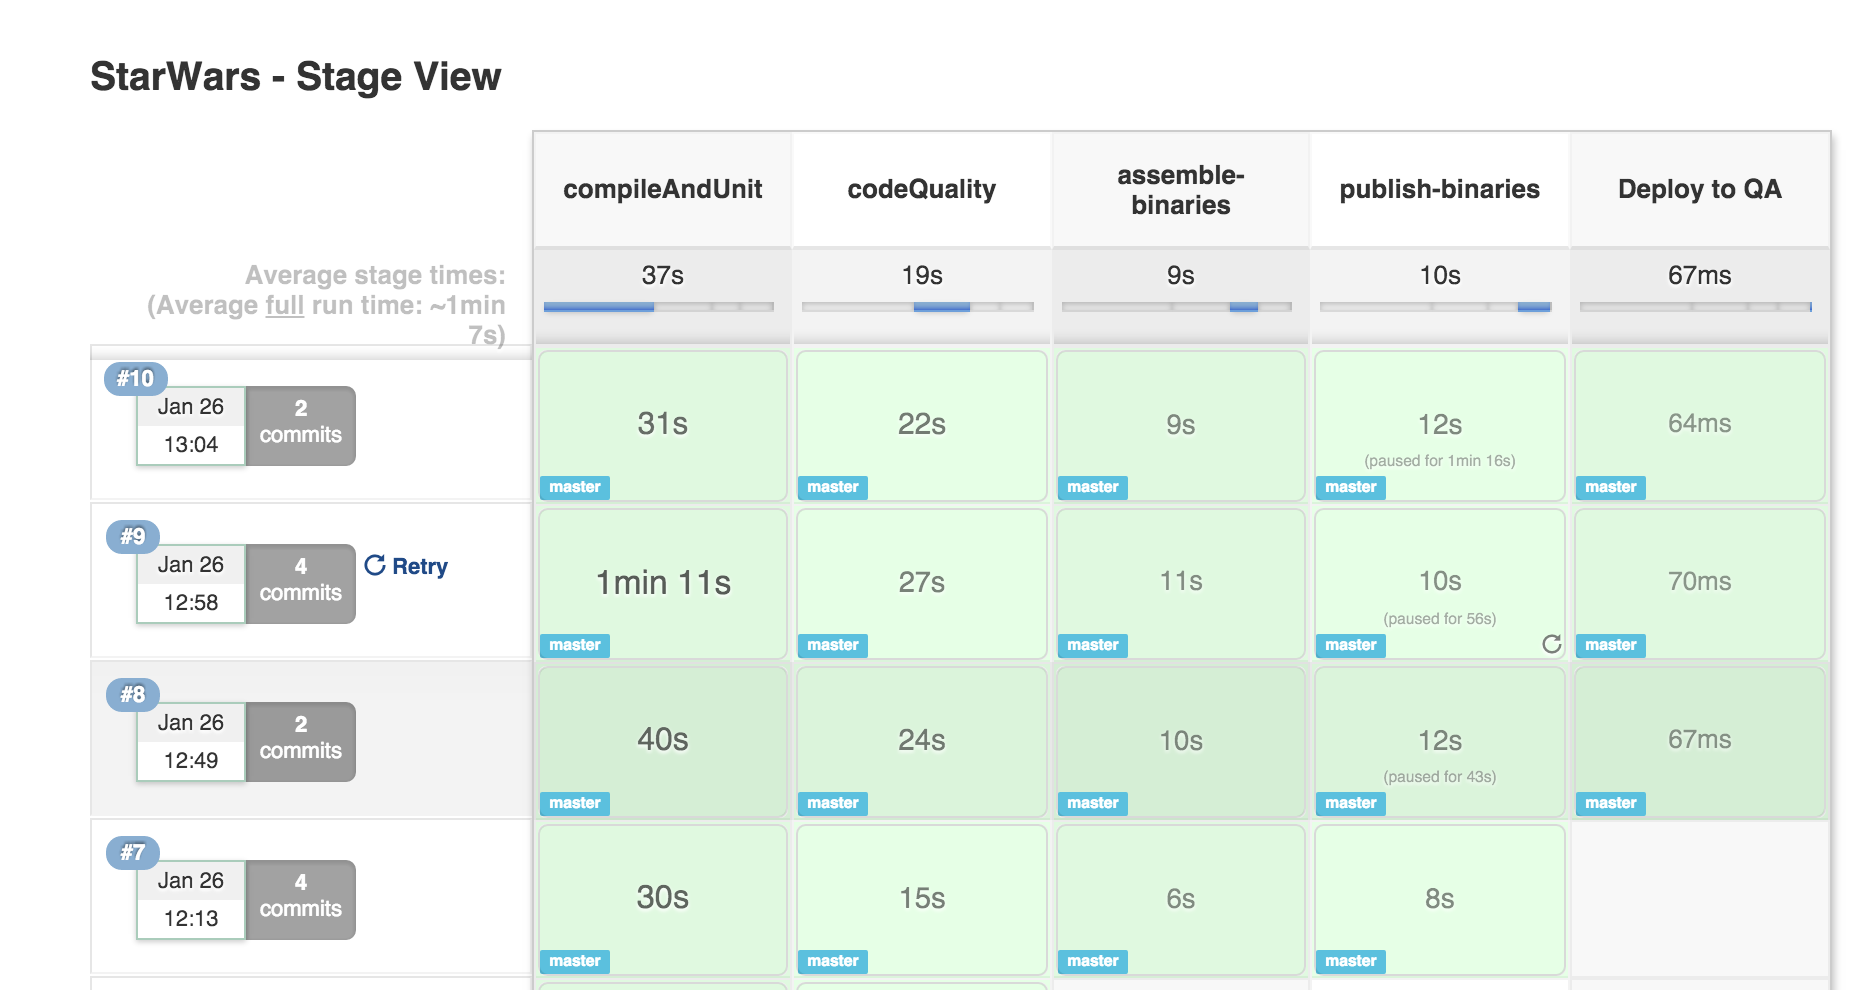 StarWars - Stage View
compileAndUnit
codeQuality
assemble-
binaries
publish-binaries
Deploy to QA
Average stage times:
(Average full run time: ~1min
7s)
37s
19s
9s
10s
67ms
#10
Jan 26
13:04
2
commits
31s
master
22s
master
9s
master
12s
(paused for 1min 16s)
master
64ms
master
#9
Jan 26
12:58
4
commits
Retry
1min 11s
master
27s
master
11s
master
10s
(paused for 56s)
master
70ms
master
#8
Jan 26
12:49
2
commits
40s
master
24s
master
10s
master
12s
(paused for 43s)
master
67ms
master
#7
Jan 26
12:13
4
commits
30s
master
15s
master
6s
master
8s
master